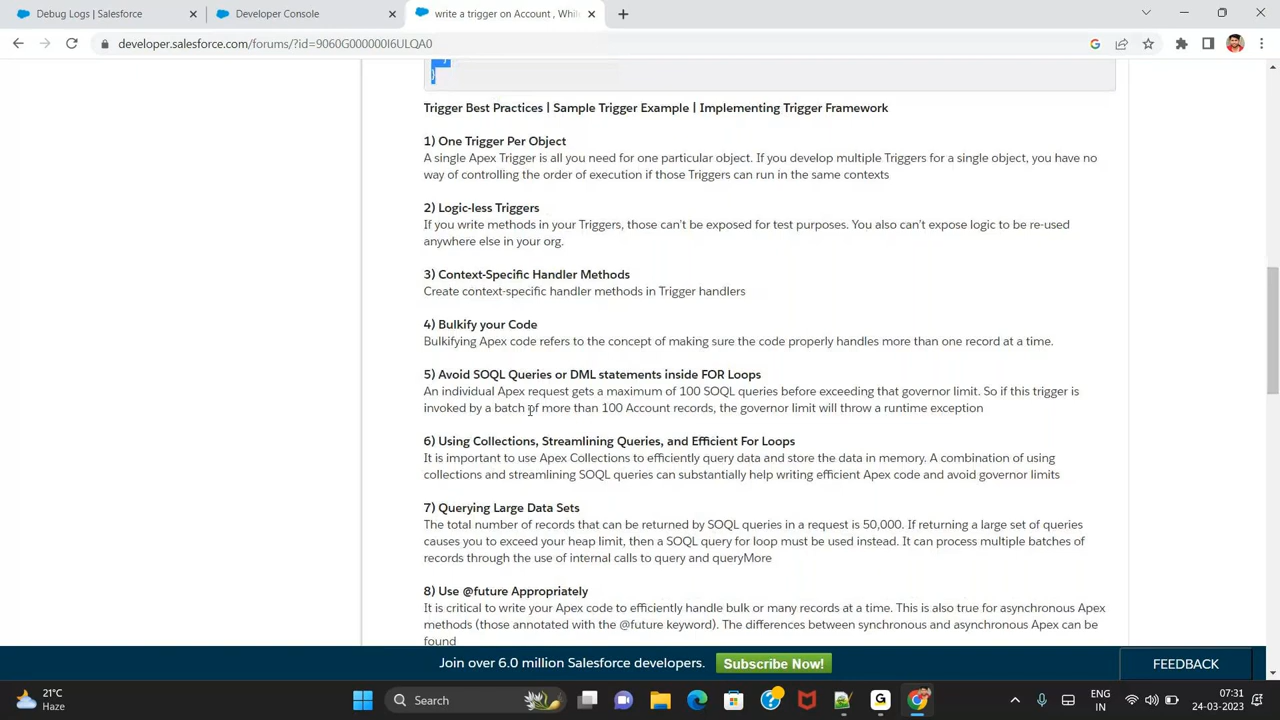 Debug Logs | Salesforce
Developer Console
write a trigger on Account , Whil
developer.salesforce.com/forums/?id=9060G000000I6ULQA0
}
Trigger Best Practices | Sample Trigger Example | Implementing Trigger Framework
1) One Trigger Per Object
A single Apex Trigger is all you need for one particular object. If you develop multiple Triggers for a single object, you have no
way of controlling the order of execution if those Triggers can run in the same contexts
2) Logic-less Triggers
If you write methods in your Triggers, those can't be exposed for test purposes. You also can't expose logic to be re-used
anywhere else in your org.
3) Context-Specific Handler Methods
Create context-specific handler methods in Trigger handlers
4) Bulkify your Code
Bulkifying Apex code refers to the concept of making sure the code properly handles more than one record at a time.
5) Avoid SOQL Queries or DML statements inside FOR Loops
An individual Apex request gets a maximum of 100 SOQL queries before exceeding that governor limit. So if this trigger is
invoked by a batch of more than 100 Account records, the governor limit will throw a runtime exception
6) Using Collections, Streamlining Queries, and Efficient For Loops
It is important to use Apex Collections to efficiently query data and store the data in memory. A combination of using
collections and streamlining SOQL queries can substantially help writing efficient Apex code and avoid governor limits
7) Querying Large Data Sets
The total number of records that can be returned by SOQL queries in a request is 50,000. If returning a large set of queries
causes you to exceed your heap limit, then a SOQL query for loop must be used instead. It can process multiple batches of
records through the use of internal calls to query and queryMore
8) Use @future Appropriately
It is critical to write your Apex code to efficiently handle bulk or many records at a time. This is also true for asynchronous Apex
methods (those annotated with the @future keyword). The differences between synchronous and asynchronous Apex can be
found
Join over 6.0 million Salesforce developers. Subscribe Now! FEEDBACK
21°C
Haze
Search
ENG
IN
07:31
24-03-2023